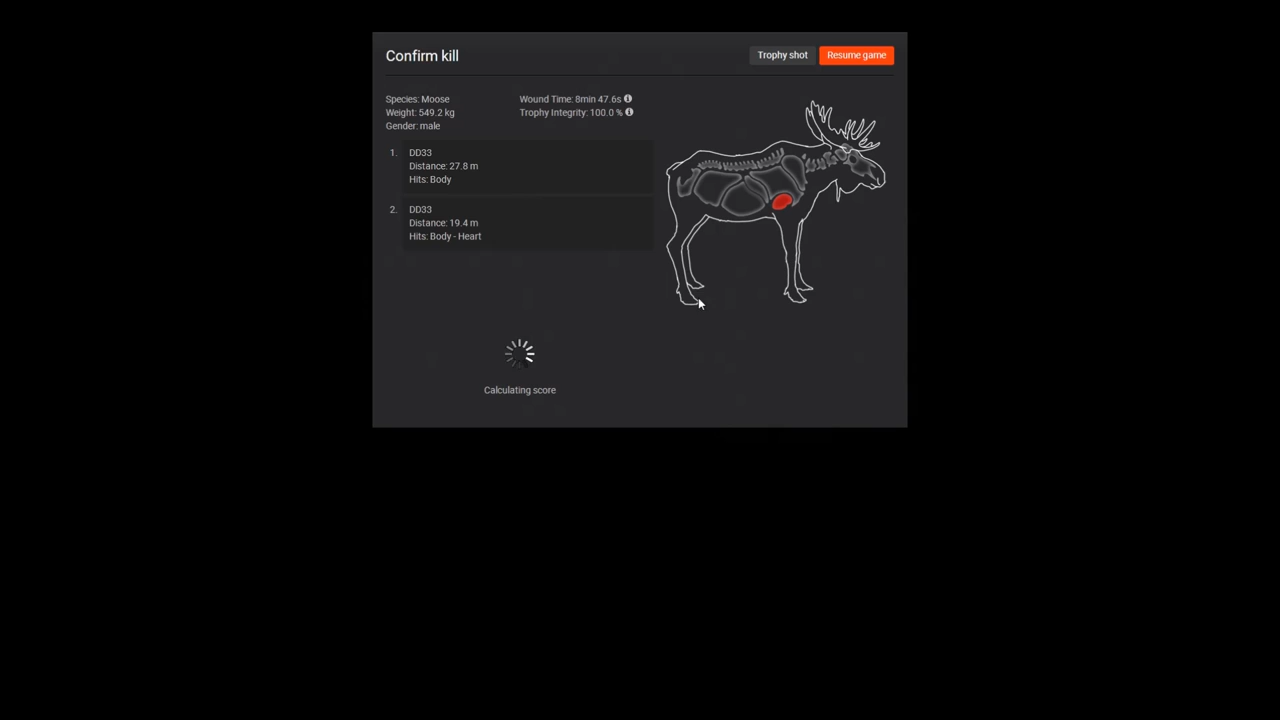 Confirm kill
Trophy shot
Resume game
Species: Moose
Weight: 549.2 kg
Gender: male
Wound Time: 8min 47.6s
Trophy Integrity: 100.0 %
1.
DD33
Distance: 27.8 m
Hits: Body
2.
DD33
Distance: 19.4 m
Hits: Body - Heart
Calculating score